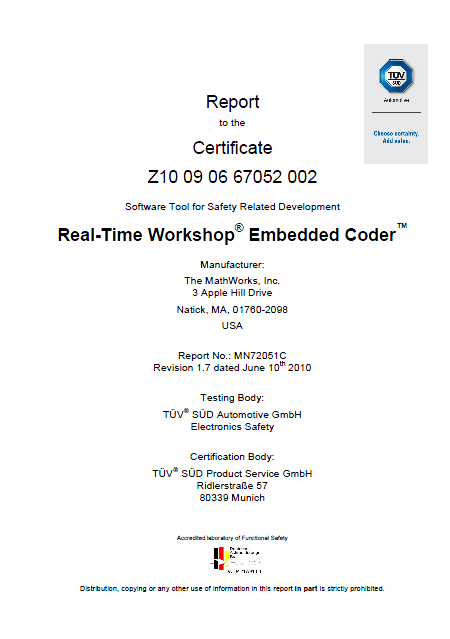 TÜV
SÜD
Automotive
Choose certainty.
Add value.
Report
to the
Certificate
Z10 09 06 67052 002
Software Tool for Safety Related Development
Real-Time Workshop® Embedded Coder™
Manufacturer:
The MathWorks, Inc.
3 Apple Hill Drive
Natick, MA, 01760-2098
USA
Report No.: MN72051C
Revision 1.7 dated June 10th 2010
Testing Body:
TÜV® SÜD Automotive GmbH
Electronics Safety
Certification Body:
TÜV® SÜD Product Service GmbH
Ridlerstraße 57
80339 Munich
Accredited laboratory of Functional Safety
Distribution, copying or any other use of information in this report in part is strictly prohibited.